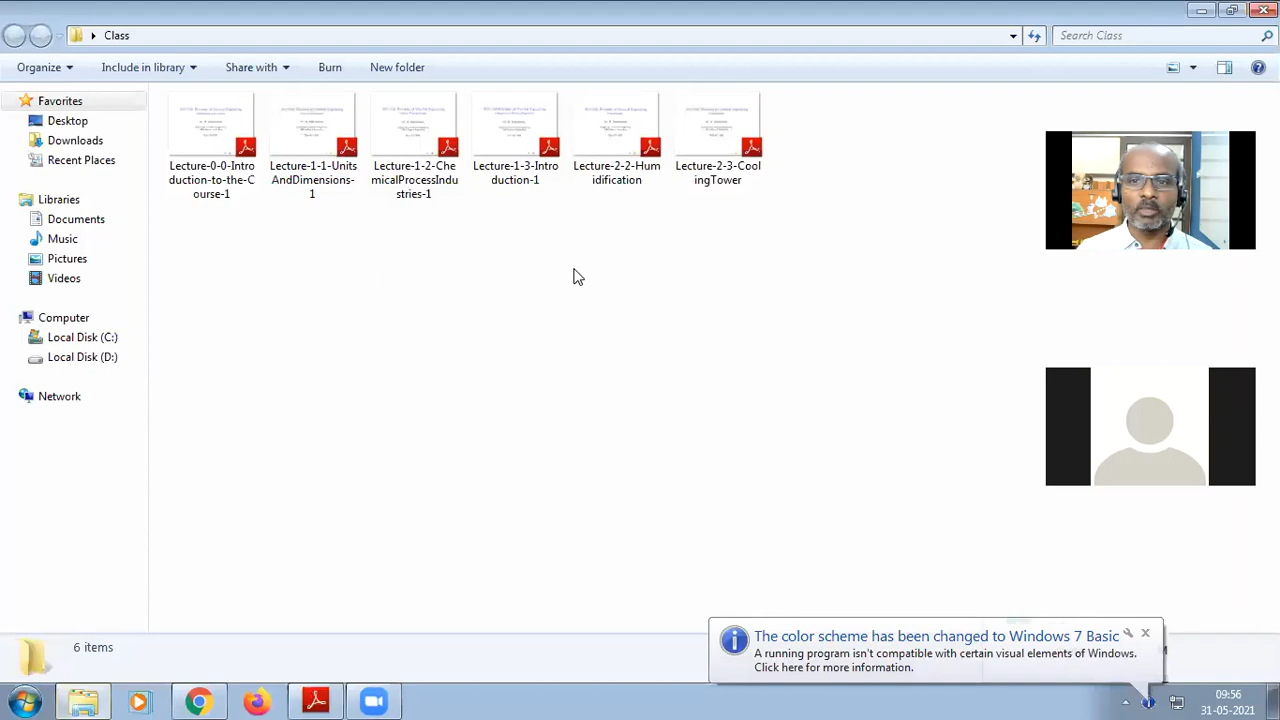 Class
Search Class
Organize
Include in library
Share with
Burn
New folder
Favorites
Desktop
Downloads
Recent Places
Libraries
Documents
Music
Pictures
Videos
Computer
Local Disk (C:)
Local Disk (D:)
Network
Lecture-0-0-Intro
duction-to-the-C
ourse-1
Lecture-1-1-Units
AndDimensions-
1
Lecture-1-2-Che
micalProcessIndu
stries-1
Lecture-1-3-Intro
duction-1
Lecture-2-2-Hum
idification
Lecture-2-3-Cool
ingTower
6 items
The color scheme has been changed to Windows 7 Basic
A running program isn't compatible with certain visual elements of Windows.
Click here for more information.
09:56
31-05-2021